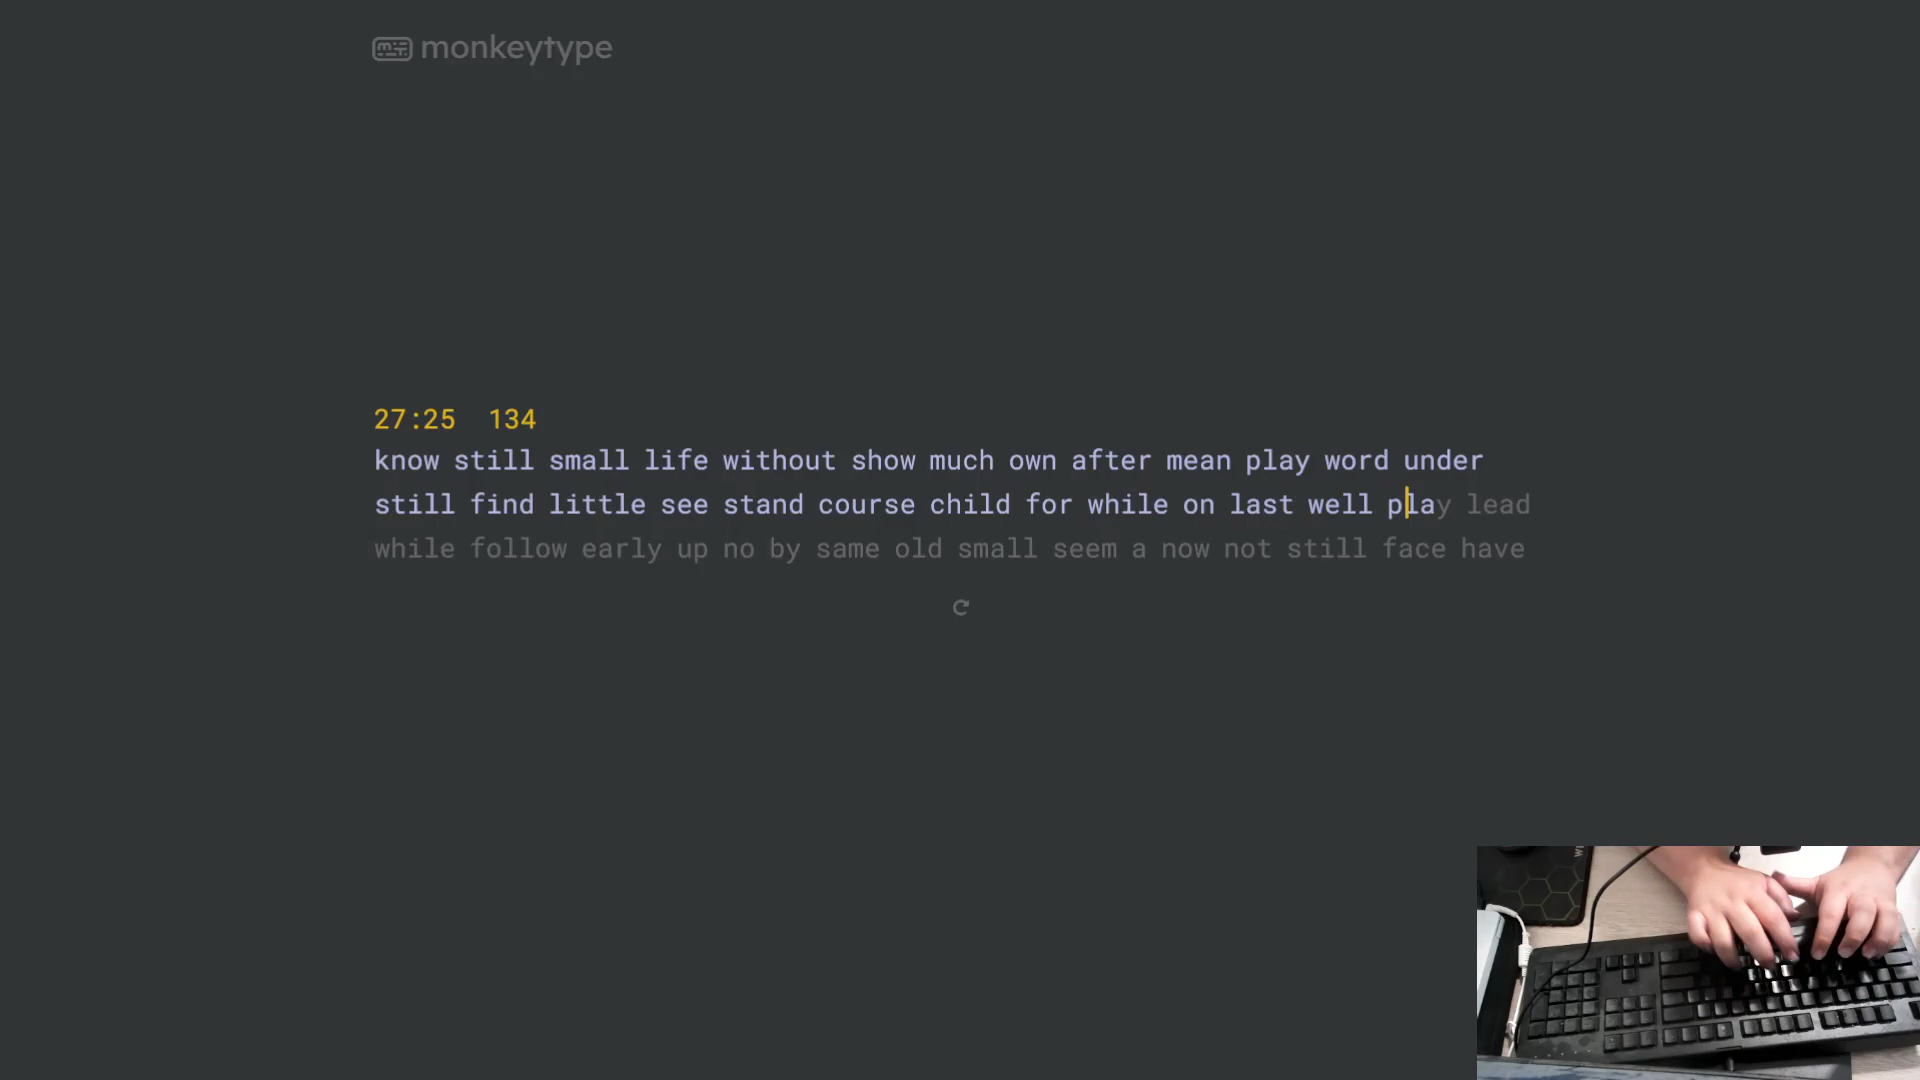 monkeytype
27:25 134
know still small life without show much own after mean play word under
still find little see stand course child for while on last well play lead
while follow early up no by same old small seem a now not still face have